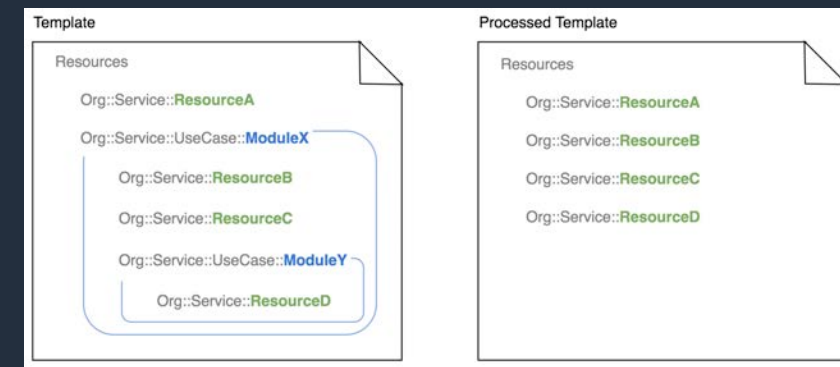 Template
Resources
Org::Service::ResourceA
Org::Service::UseCase::ModuleX
Org::Service::ResourceB
Org::Service::ResourceC
Org::Service::UseCase::ModuleY
Org::Service::ResourceD
Processed Template
Resources
Org::Service::ResourceA
Org::Service::ResourceB
Org::Service::ResourceC
Org::Service::ResourceD